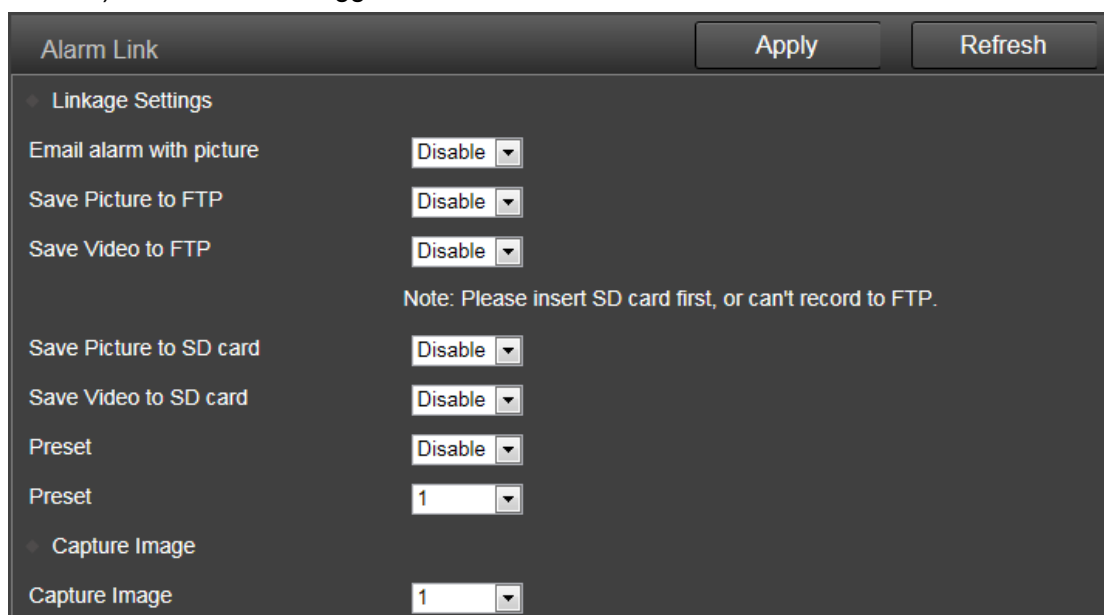 Alarm Link Apply Refresh
Linkage Settings
Email alarm with picture Disable
Save Picture to FTP Disable
Save Video to FTP Disable
Note: Please insert SD card first, or can't record to FTP.
Save Picture to SD card Disable
Save Video to SD card Disable
Preset Disable
Preset 1
Capture Image
Capture Image 1